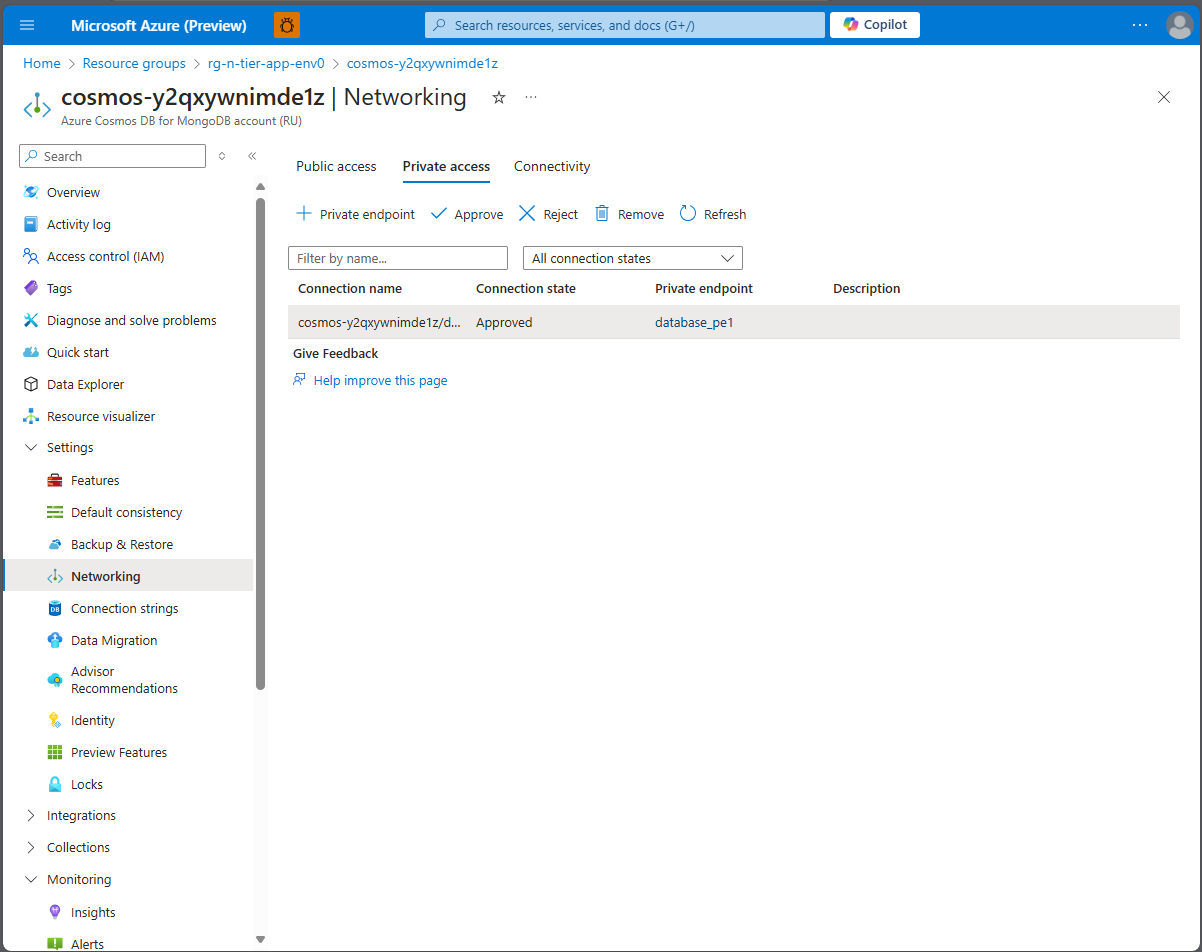 Microsoft Azure (Preview)
Search resources, services, and docs (G+/)
Copilot
Home > Resource groups > rg-n-tier-app-env0 > cosmos-y2qxywnimde1z
cosmos-y2qxywnimde1z | Networking
Azure Cosmos DB for MongoDB account (RU)
Search
Overview
Activity log
Access control (IAM)
Tags
Diagnose and solve problems
Quick start
Data Explorer
Resource visualizer
Settings
Features
Default consistency
Backup & Restore
Networking
DB
Connection strings
Data Migration
Advisor
Recommendations
Identity
Preview Features
Locks
Integrations
Collections
Monitoring
Insights
Alerts
Public access Private access Connectivity
Private endpoint Approve Reject Remove Refresh
Filter by name... All connection states
Connection name Connection state Private endpoint Description
cosmos-y2qxywnimde1z/d... Approved database_pe1
Give Feedback
Help improve this page